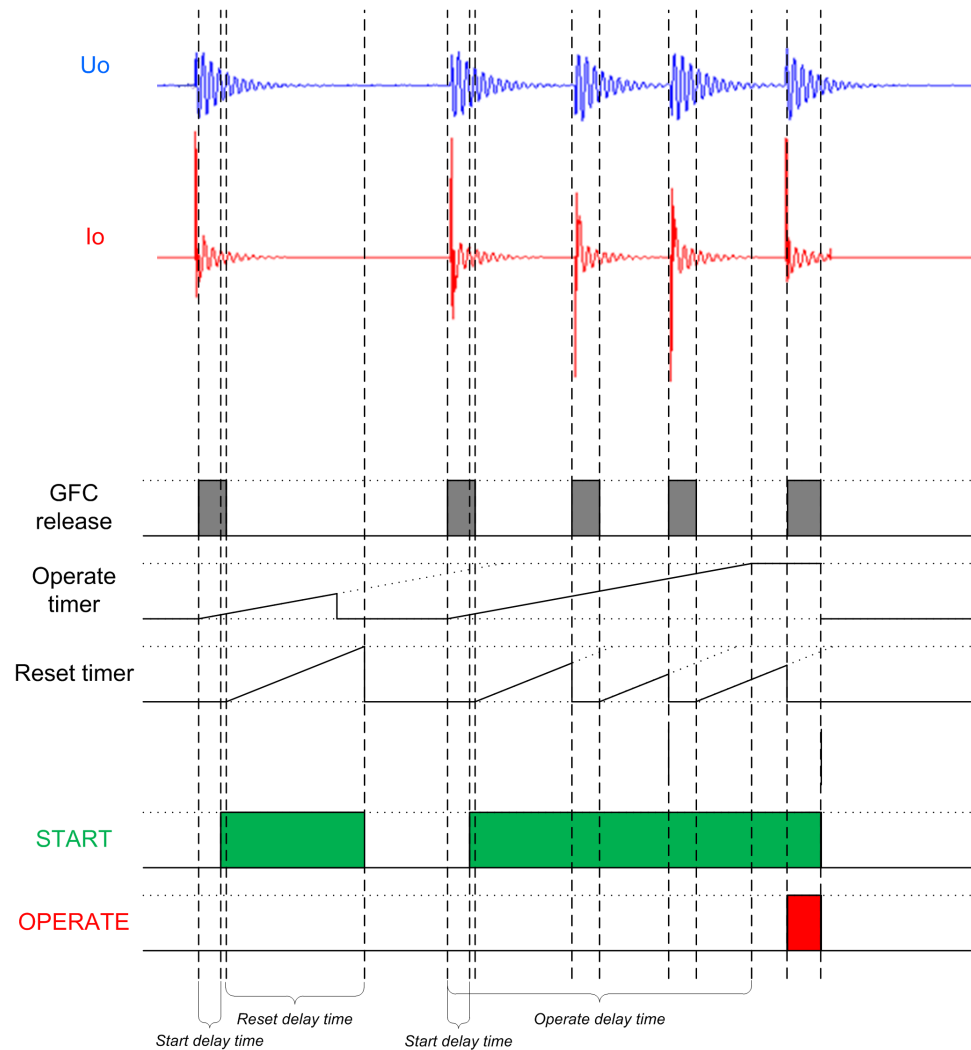 Uo
Io
GFC
release
Operate
timer
Reset timer
START
OPERATE
Reset delay time
Operate delay time
Start delay time
Start delay time